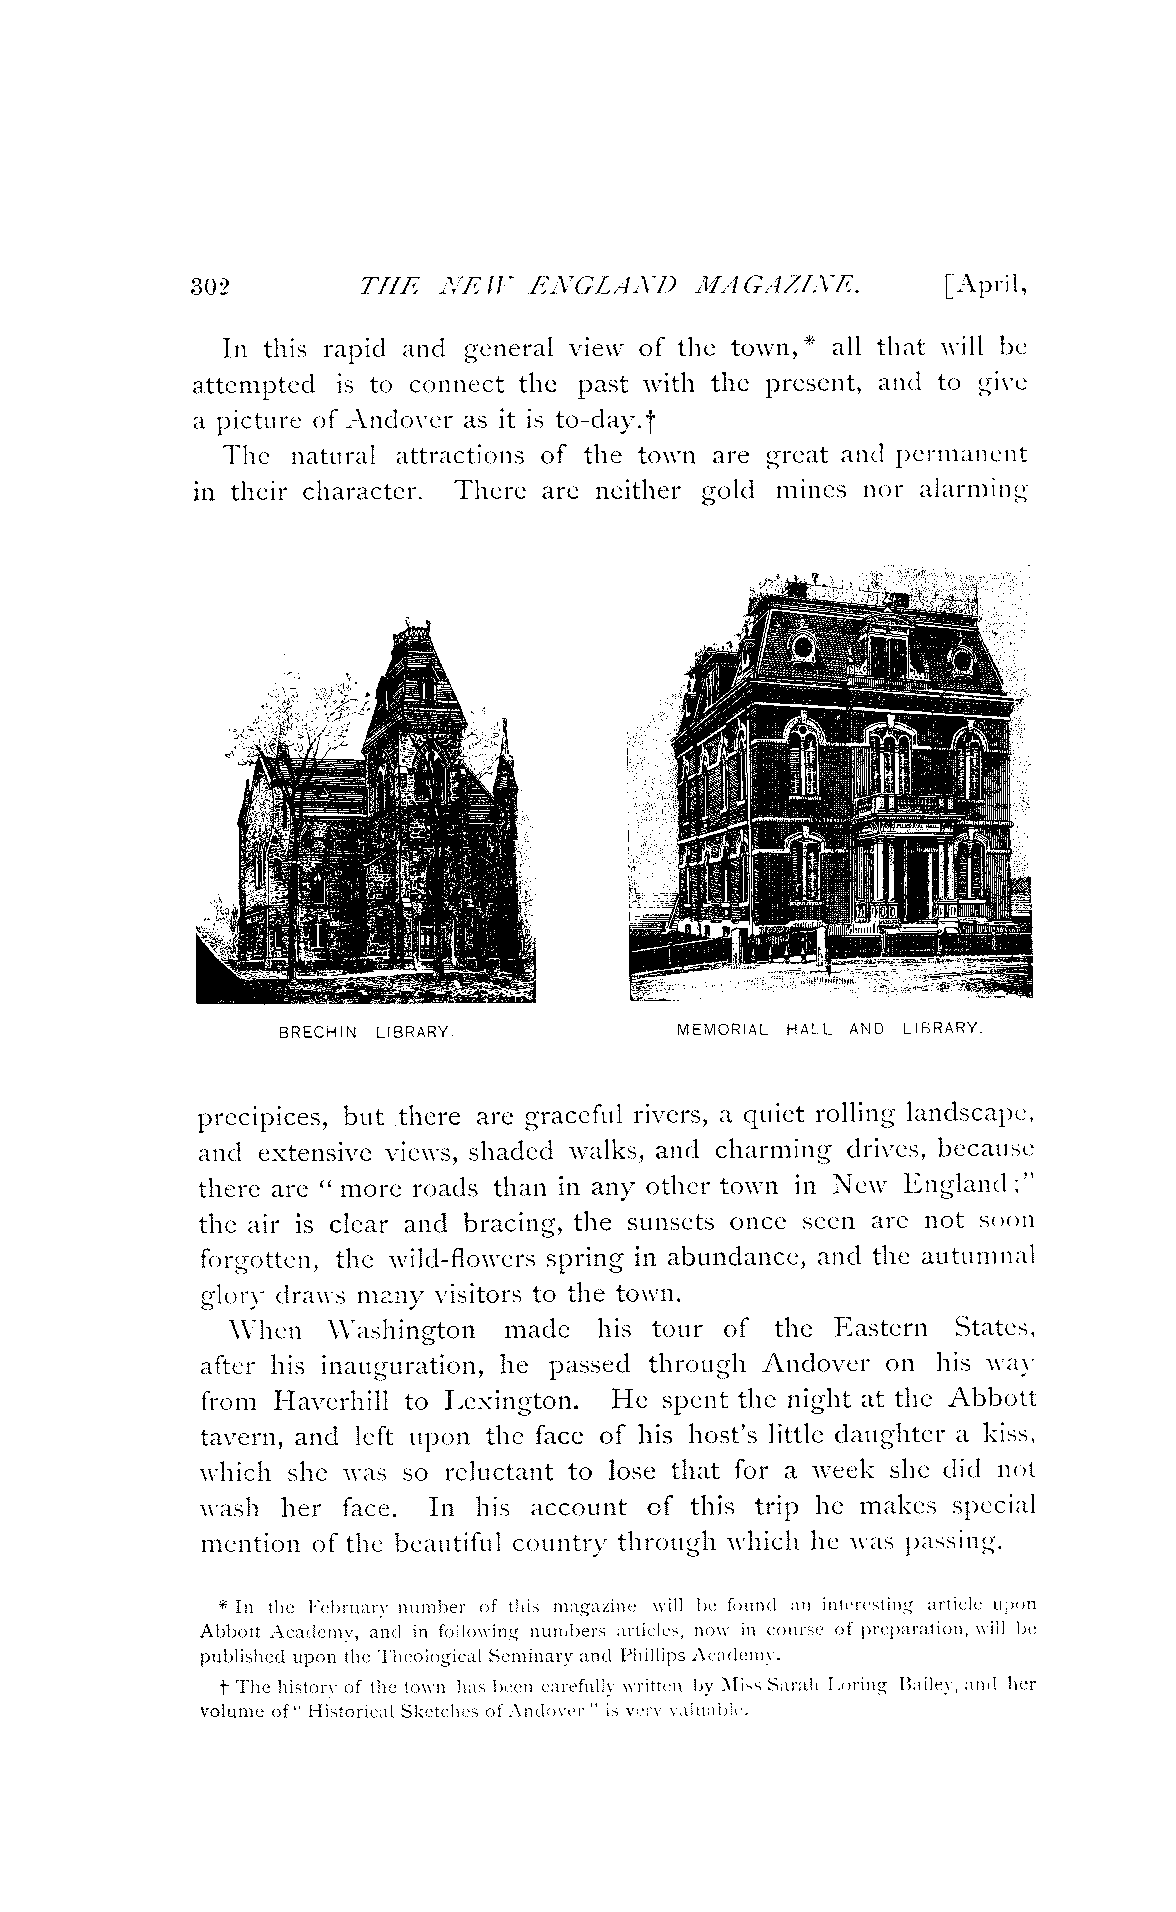 302 THE NEW ENGLAND MAGAZINE. [April,
In this rapid and general view of the town,* all that will be
attempted is to connect the past with the present, and to give
a picture of Andover as it is to-day.†
The natural attractions of the town are great and permanent
in their character. There are neither gold mines nor alarming
BRECHIN LIBRARY.
MEMORIAL HALL AND LIBRARY.
precipices, but there are graceful rivers, a quiet rolling landscape,
and extensive views, shaded walks, and charming drives, because
there are “ more roads than in any other town in New England ;”
the air is clear and bracing, the sunsets once seen are not soon
forgotten, the wild-flowers spring in abundance, and the autumnal
glory draws many visitors to the town.
When Washington made his tour of the Eastern States,
after his inauguration, he passed through Andover on his way
from Haverhill to Lexington. He spent the night at the Abbott
tavern, and left upon the face of his host's little daughter a kiss,
which she was so reluctant to lose that for a week she did not
wash her face. In his account of this trip he makes special
mention of the beautiful country through which he was passing.
* In the February number of this magazine will be found an interesting article upon
Abbott Academy, and in following numbers articles, now in course of preparation, will be
published upon the Theological Seminary and Phillips Academy.
† The history of the town has been carefully written by Miss Sarah Loring Bailey, and her
volume of “ Historical Sketches of Andover ” is very valuable.